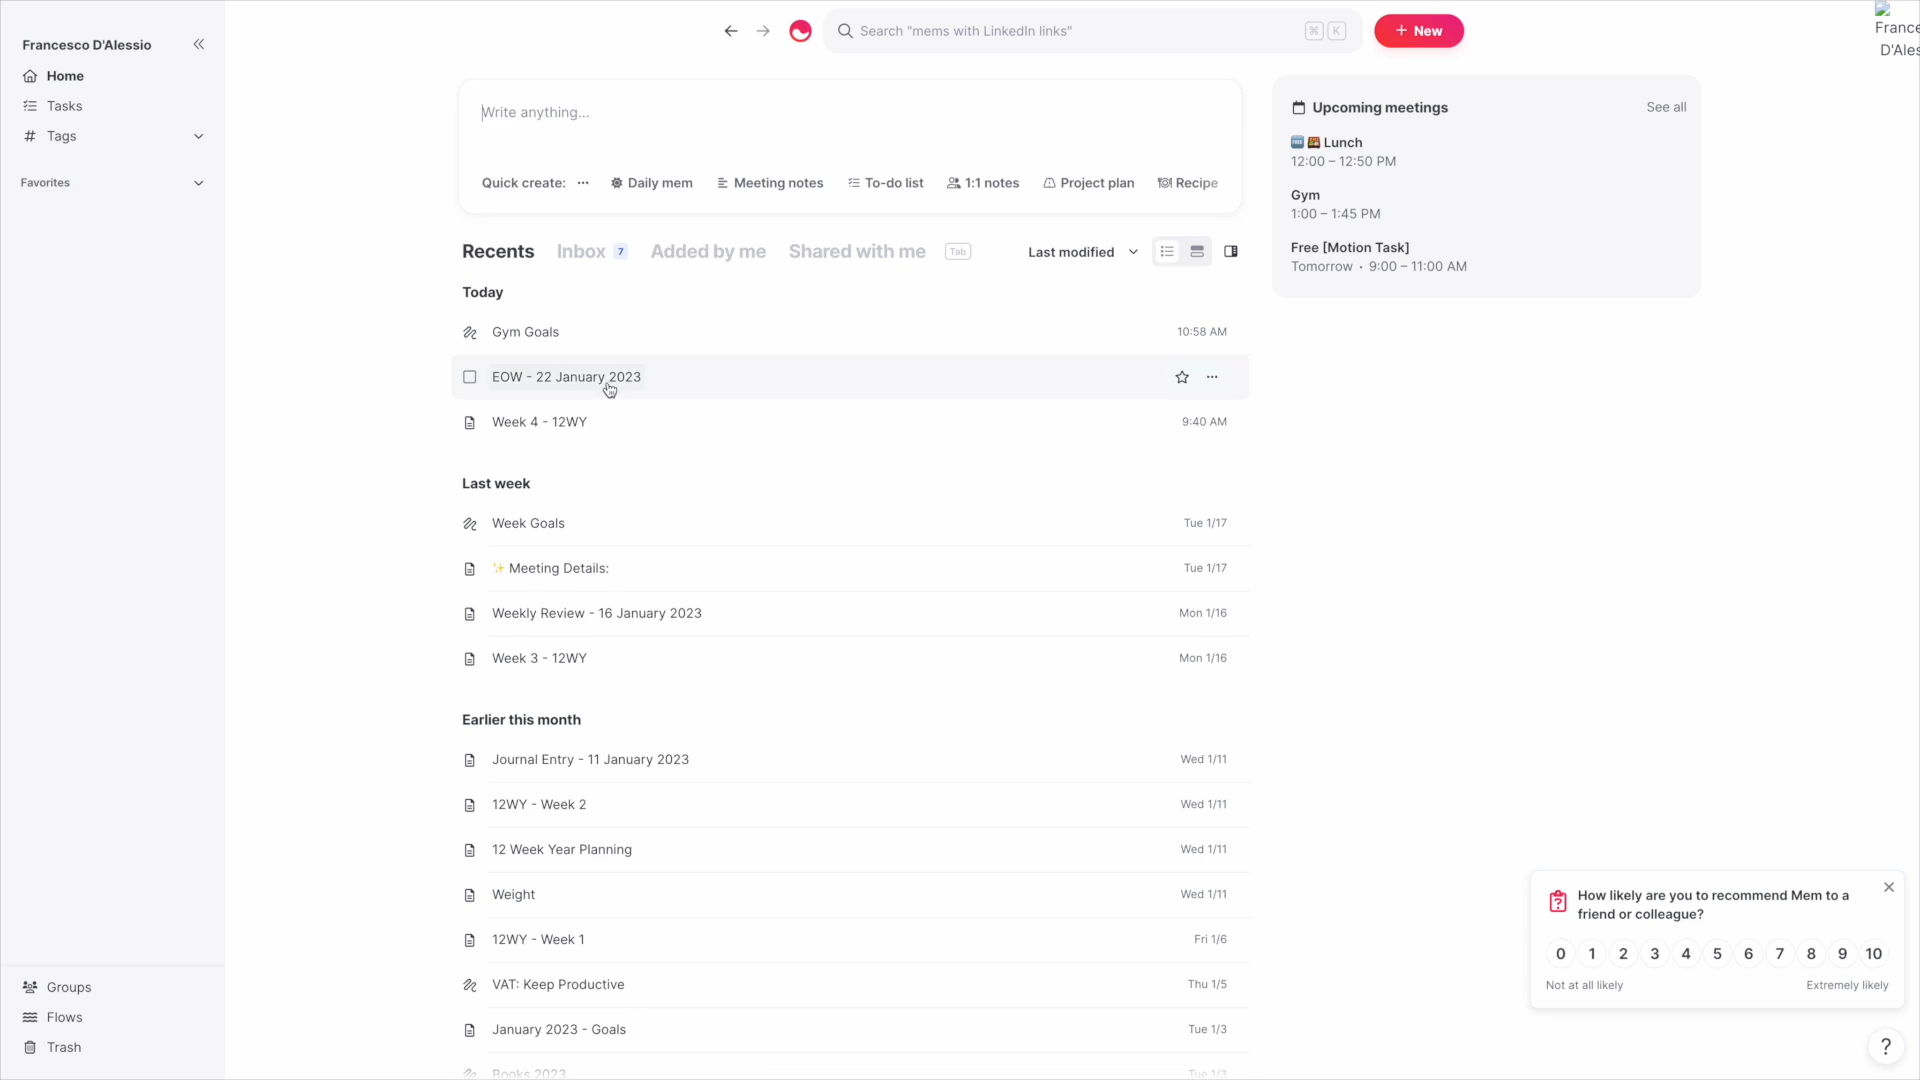 Francesco D'Alessio
Home
Tasks
Tags
Favorites
Groups
Flows
Trash
Search "mems with LinkedIn links"
⌘ K
+ New
France
D'Ales
Write anything...
Quick create: ··· Daily mem Meeting notes To-do list 1:1 notes Project plan Recipe
Recents Inbox 7 Added by me Shared with me Tab Last modified
Today
Gym Goals 10:58 AM
EOW - 22 January 2023
Week 4 - 12WY 9:40 AM
Last week
Week Goals Tue 1/17
✨ Meeting Details: Tue 1/17
Weekly Review - 16 January 2023 Mon 1/16
Week 3 - 12WY Mon 1/16
Earlier this month
Journal Entry - 11 January 2023 Wed 1/11
12WY - Week 2 Wed 1/11
12 Week Year Planning Wed 1/11
Weight Wed 1/11
12WY - Week 1 Fri 1/6
VAT: Keep Productive Thu 1/5
January 2023 - Goals Tue 1/3
Books 2023 Tue 1/3
Upcoming meetings See all
🆓 🍱 Lunch
12:00 – 12:50 PM
Gym
1:00 – 1:45 PM
Free [Motion Task]
Tomorrow · 9:00 – 11:00 AM
How likely are you to recommend Mem to a
friend or colleague?
0 1 2 3 4 5 6 7 8 9 10
Not at all likely Extremely likely
?